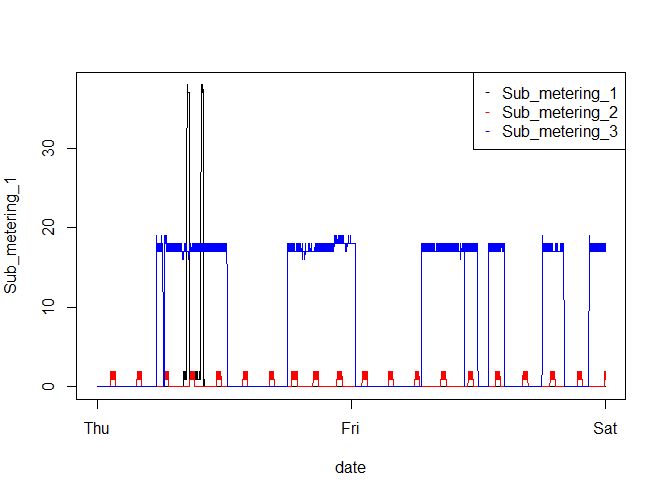 Sub_metering_1
Sub_metering_2
Sub_metering_3
Sub_metering_1
30
20
10
0
Thu
Fri
Sat
date